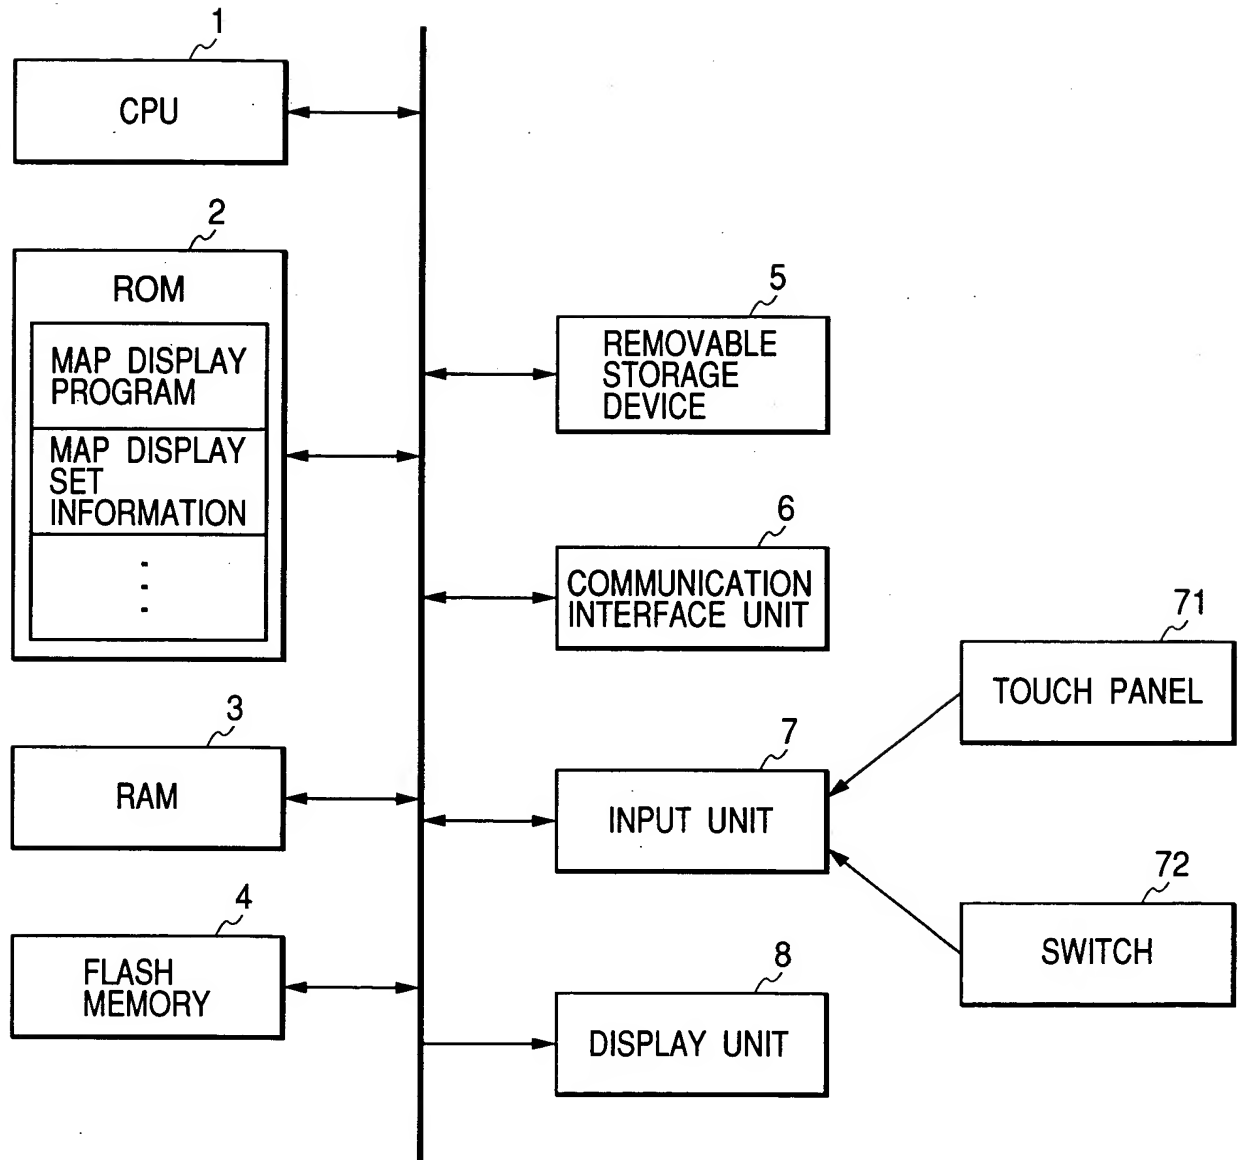 1
CPU
2
ROM
MAP DISPLAY
PROGRAM
MAP DISPLAY
SET
INFORMATION
3
RAM
4
FLASH
MEMORY
5
REMOVABLE
STORAGE
DEVICE
6
COMMUNICATION
INTERFACE UNIT
7
INPUT UNIT
8
DISPLAY UNIT
71
TOUCH PANEL
72
SWITCH